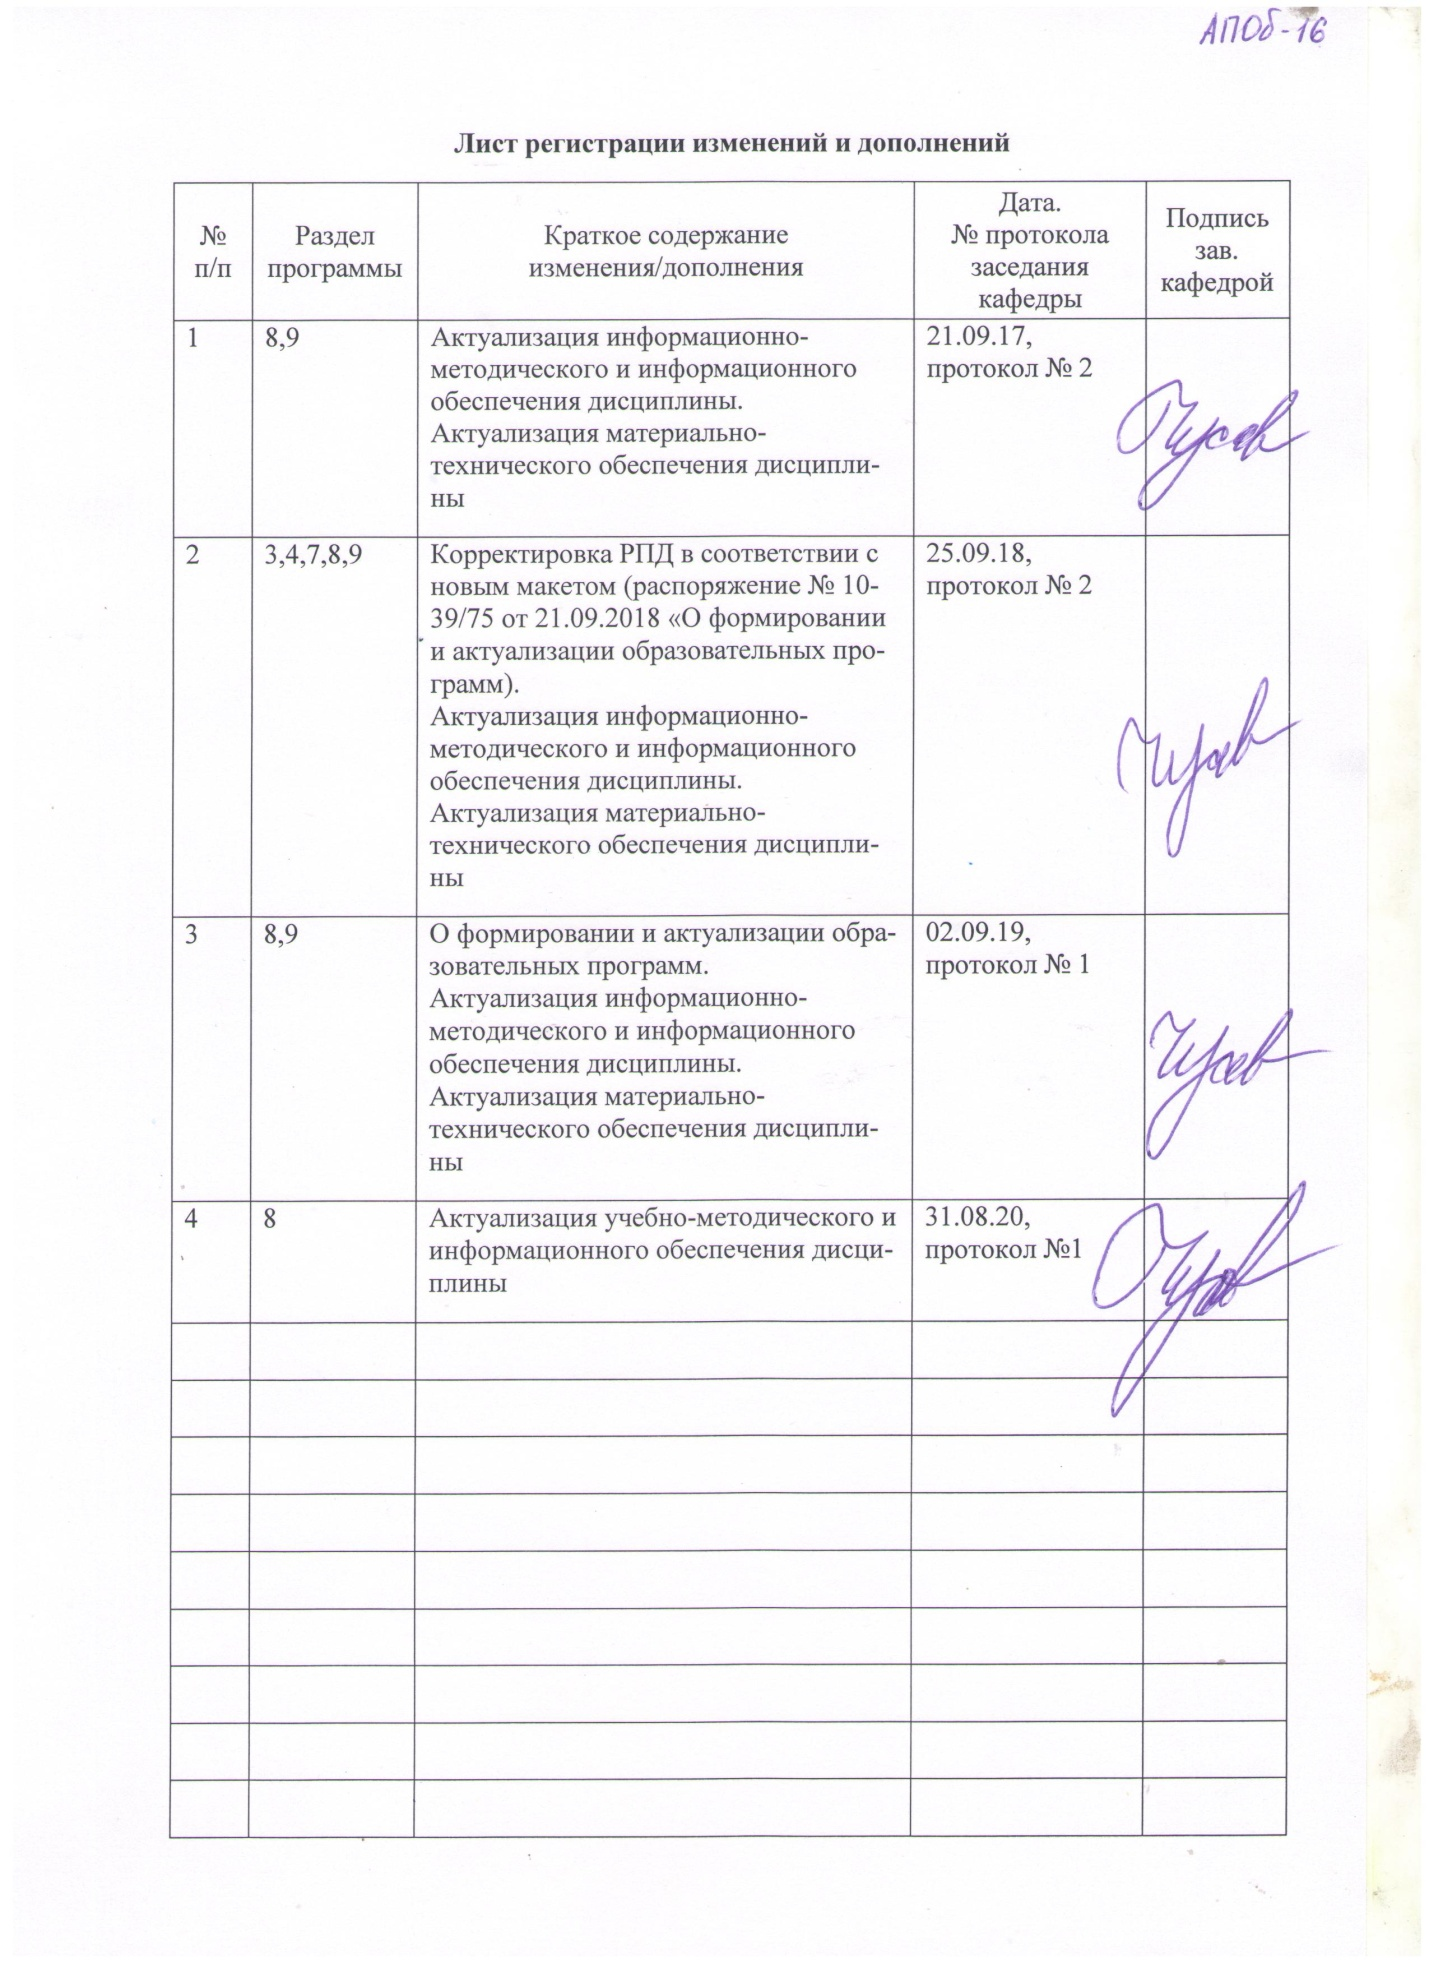 АПОб-16
Лист регистрации изменений и дополнений
№
п/п
Раздел
программы
Краткое содержание
изменения/дополнения
Дата.
№ протокола
заседания
кафедры
Подпись
зав.
кафедрой
1
8,9
Актуализация информационно-
методического и информационного
обеспечения дисциплины.
Актуализация материально-
технического обеспечения дисципли-
ны
21.09.17,
протокол № 2
2
3,4,7,8,9
Корректировка РПД в соответствии с
новым макетом (распоряжение № 10-
39/75 от 21.09.2018 «О формировании
и актуализации образовательных про-
грамм).
Актуализация информационно-
методического и информационного
обеспечения дисциплины.
Актуализация материально-
технического обеспечения дисципли-
ны
25.09.18,
протокол № 2
3
8,9
О формировании и актуализации обра-
зовательных программ.
Актуализация информационно-
методического и информационного
обеспечения дисциплины.
Актуализация материально-
технического обеспечения дисципли-
ны
02.09.19,
протокол № 1
4
8
Актуализация учебно-методического и
информационного обеспечения дисци-
плины
31.08.20,
протокол №1